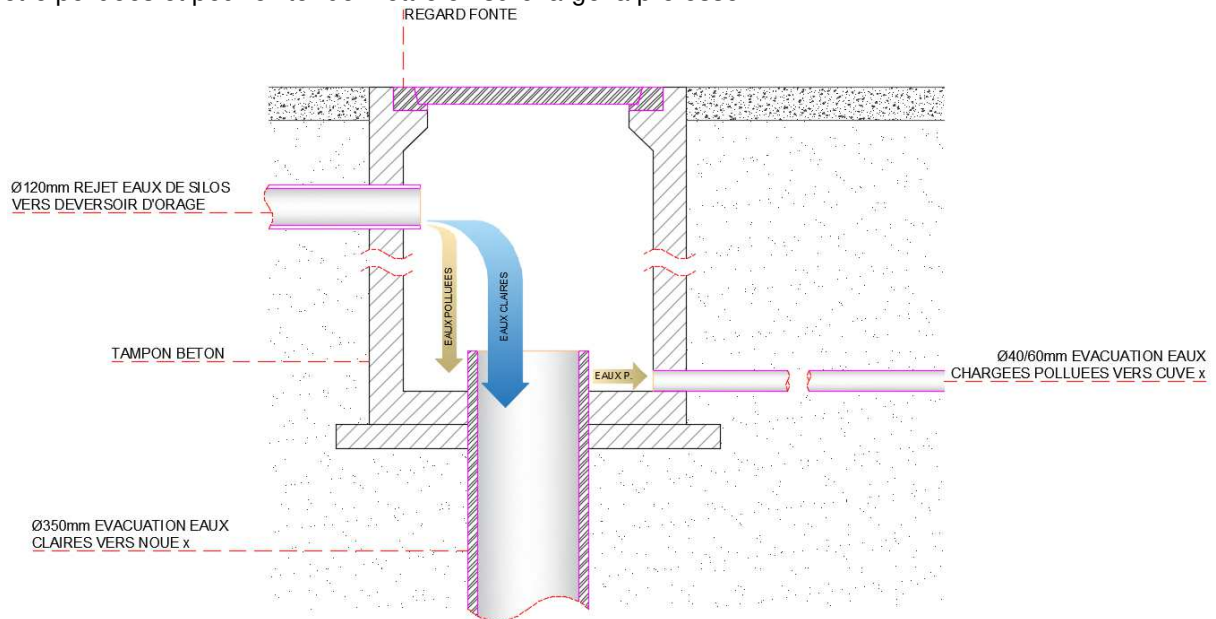 REGARD FONTE
Ø120mm REJET EAUX DE SILOS
VERS DEVERSOIR D'ORAGE
EAUX POLLUEES
EAUX CLAIRES
TAMPON BETON
EAUX P.
Ø40/60mm EVACUATION EAUX
CHARGEES POLLUEES VERS CUVE x
Ø350mm EVACUATION EAUX
CLAIRES VERS NOUE x